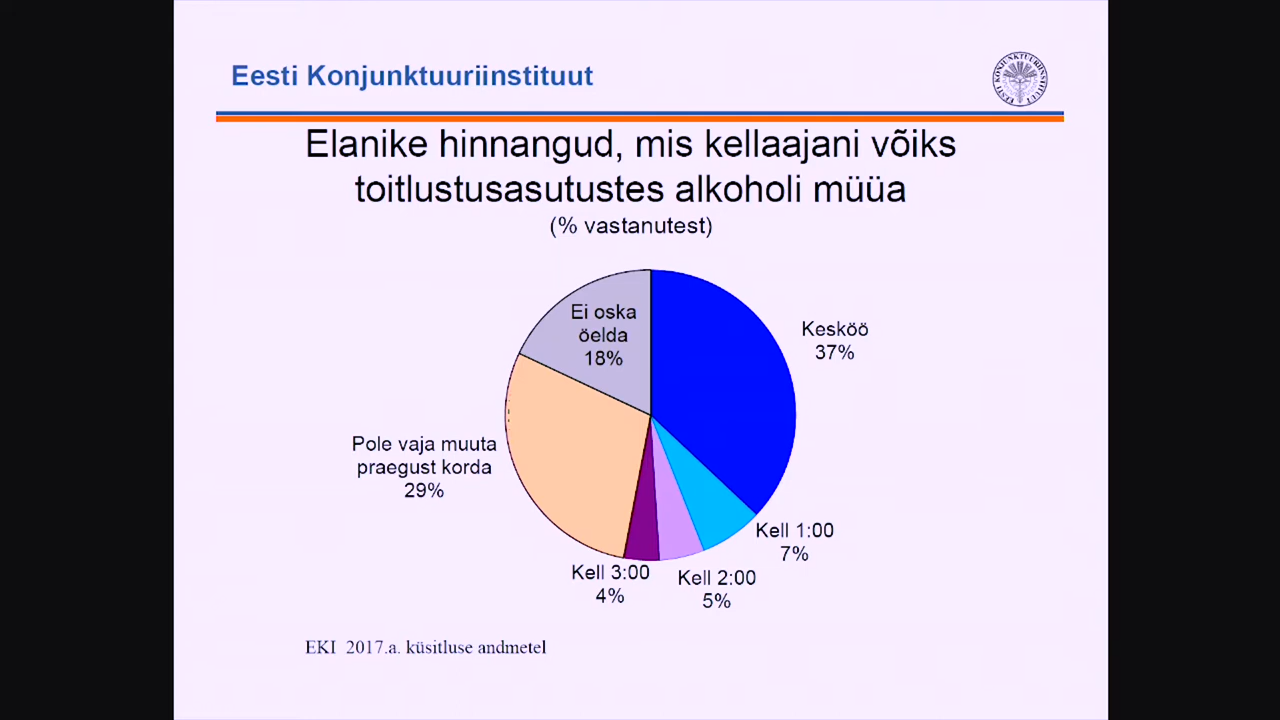 Eesti Konjunktuuriinstituut
EESTI KONJUNKTUURIINSTITUUT
Elanike hinnangud, mis kellaajani võiks
toitlustusasutustes alkoholi müüa
(% vastanutest)
Ei oska
öelda
18%
Kesköö
37%
Pole vaja muuta
praegust korda
29%
Kell 1:00
7%
Kell 3:00
4%
Kell 2:00
5%
EKI 2017.a. küsitluse andmetel